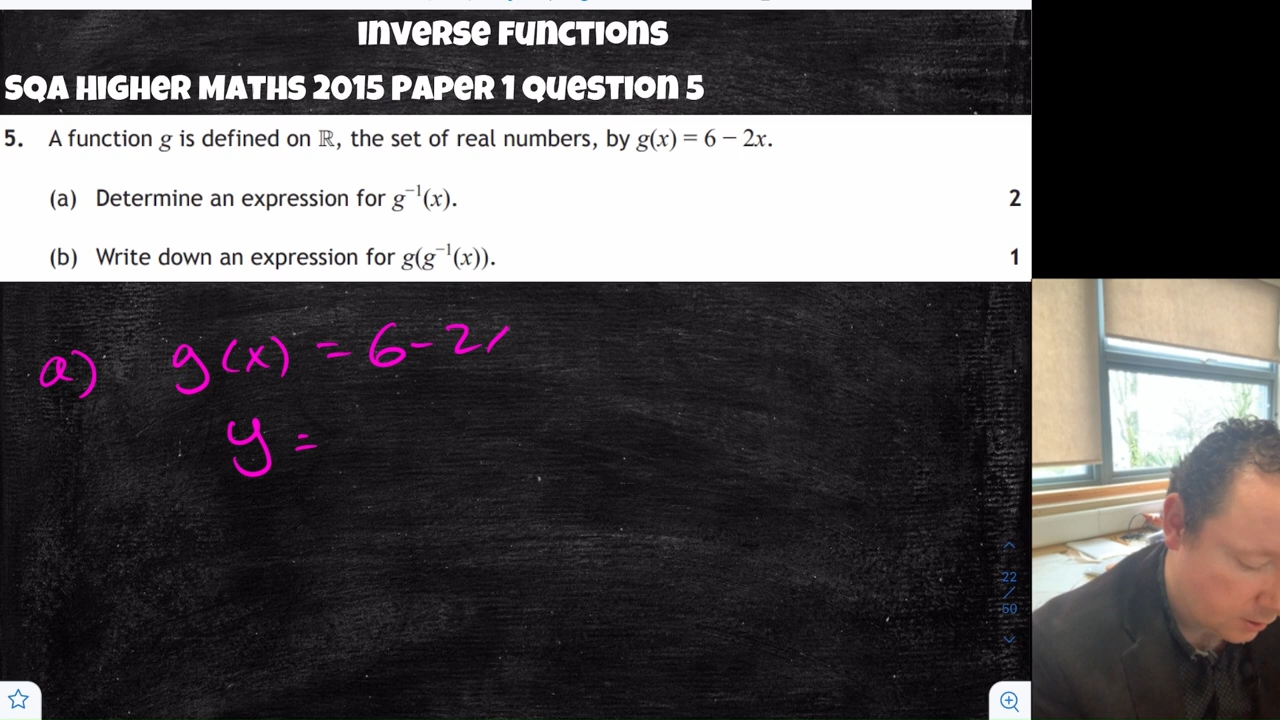 Inverse Functions
SQA Higher Maths 2015 Paper 1 Question 5
5. A function g is defined on ℝ, the set of real numbers, by g(x) = 6 − 2x.
(a) Determine an expression for g⁻¹(x). 2
(b) Write down an expression for g(g⁻¹(x)). 1
a) g(x) = 6-2
y =
22
/
50